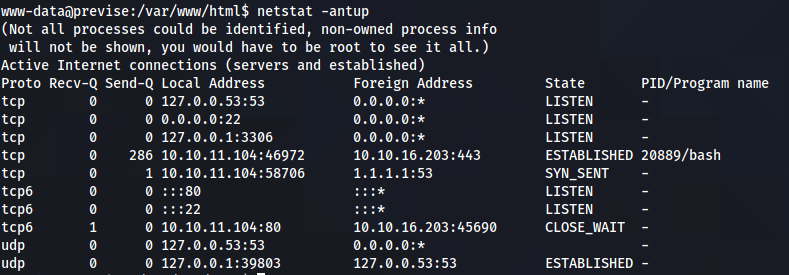 www-data@previse:/var/www/html$ netstat -antup
(Not all processes could be identified, non-owned process info
 will not be shown, you would have to be root to see it all.)
Active Internet connections (servers and established)
Proto Recv-Q Send-Q Local Address           Foreign Address         State       PID/Program name
tcp        0      0 127.0.0.53:53           0.0.0.0:*               LISTEN      -
tcp        0      0 0.0.0.0:22              0.0.0.0:*               LISTEN      -
tcp        0      0 127.0.0.1:3306          0.0.0.0:*               LISTEN      -
tcp        0    286 10.10.11.104:46972      10.10.16.203:443        ESTABLISHED 20889/bash
tcp        0      1 10.10.11.104:58706      1.1.1.1:53              SYN_SENT    -
tcp6       0      0 :::80                   :::*                    LISTEN      -
tcp6       0      0 :::22                   :::*                    LISTEN      -
tcp6       1      0 10.10.11.104:80         10.10.16.203:45690      CLOSE_WAIT  -
udp        0      0 127.0.0.53:53           0.0.0.0:*                           -
udp        0      0 127.0.0.1:39803         127.0.0.53:53           ESTABLISHED -